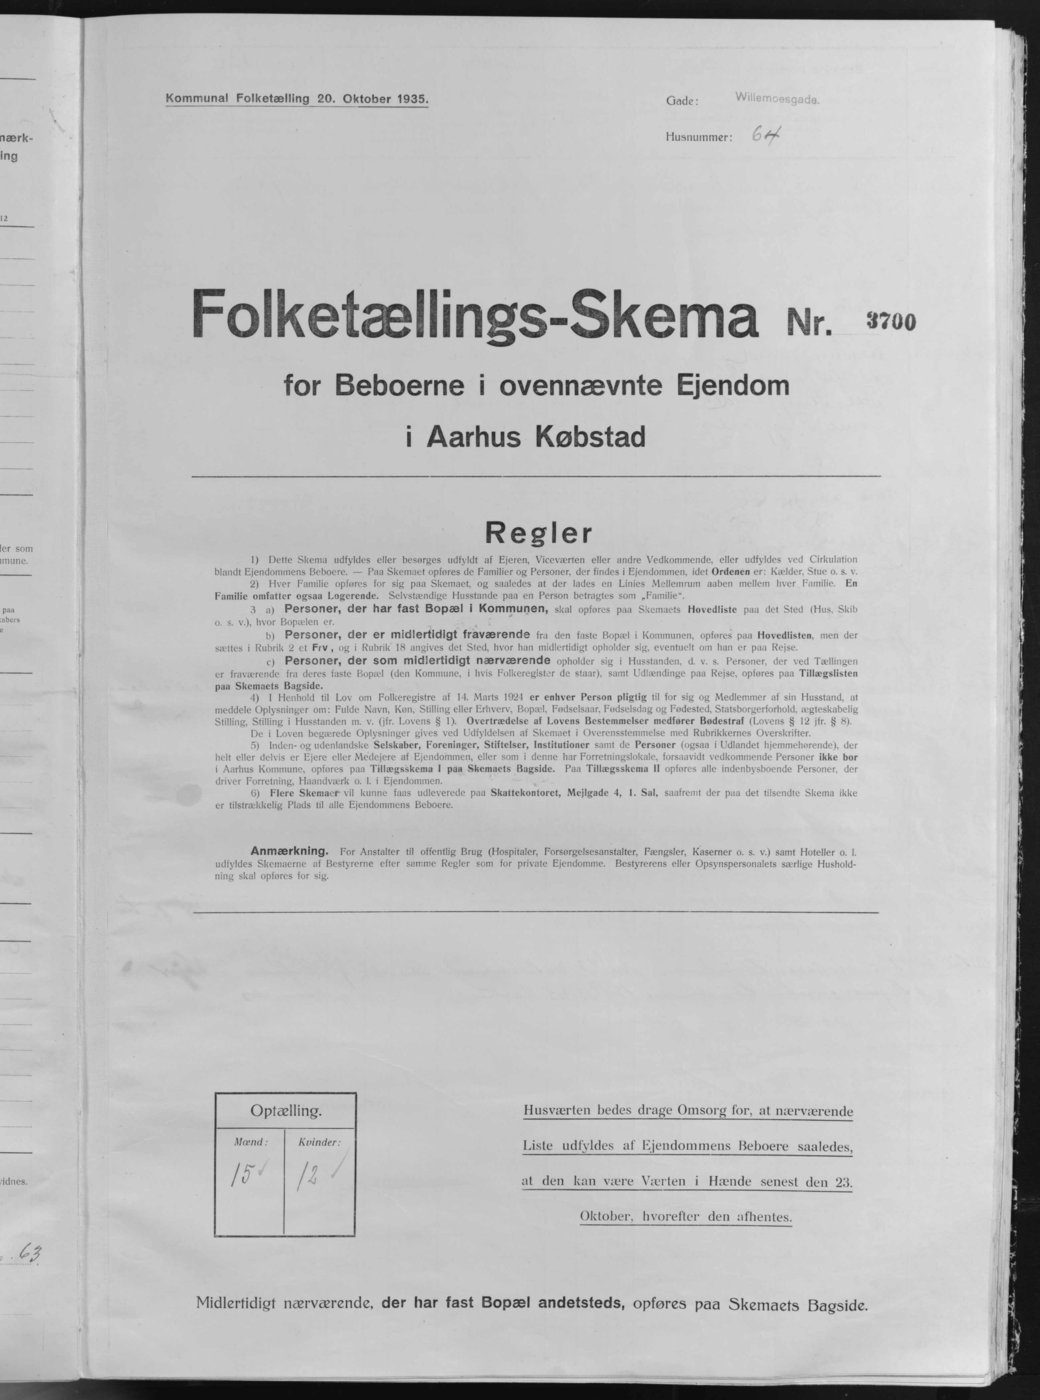 nærk-
ing
12
ler som
nmune.
paa
kabers
e
vidnes.
63
Kommunal Folketælling 20. Oktober 1935.
Gade: Willemoesgade.
Husnummer: 64
Folketællings-Skema Nr. 3700
for Beboerne i ovennævnte Ejendom
i Aarhus Købstad
Regler
1) Dette Skema udfyldes eller besørges udfyldt af Ejeren, Viceværten eller andre Vedkommende, eller udfyldes ved Cirkulation
blandt Ejendommens Beboere. — Paa Skemaet opføres de Familier og Personer, der findes i Ejendommen, idet Ordenen er: Kælder, Stue o. s. v.
2) Hver Familie opføres for sig paa Skemaet, og saaledes at der lades en Linies Mellemrum aaben mellem hver Familie. En
Familie omfatter ogsaa Logerende. Selvstændige Husstande paa en Person betragtes som „Familie“.
3 a) Personer, der har fast Bopæl i Kommunen, skal opføres paa Skemaets Hovedliste paa det Sted (Hus, Skib
o. s. v.), hvor Bopælen er.
b) Personer, der er midlertidigt fraværende fra den faste Bopæl i Kommunen, opføres paa Hovedlisten, men der
sættes i Rubrik 2 et Frv, og i Rubrik 18 angives det Sted, hvor han midlertidigt opholder sig, eventuelt om han er paa Rejse.
c) Personer, der som midlertidigt nærværende opholder sig i Husstanden, d. v. s. Personer, der ved Tællingen
er fraværende fra deres faste Bopæl (den Kommune, i hvis Folkeregister de staar), samt Udlændinge paa Rejse, opføres paa Tillægslisten
paa Skemaets Bagside.
4) I Henhold til Lov om Folkeregistre af 14. Marts 1924 er enhver Person pligtig til for sig og Medlemmer af sin Husstand, at
meddele Oplysninger om: Fulde Navn, Køn, Stilling eller Erhverv, Bopæl, Fødselsaar, Fødselsdag og Fødested, Statsborgerforhold, ægteskabelig
Stilling, Stilling i Husstanden m. v. (jfr. Lovens § 1). Overtrædelse af Lovens Bestemmelser medfører Bødestraf (Lovens § 12 jfr. § 8).
De i Loven begærede Oplysninger gives ved Udfyldelsen af Skemaet i Overensstemmelse med Rubrikkernes Overskrifter.
5) Inden- og udenlandske Selskaber, Foreninger, Stiftelser, Institutioner samt de Personer (ogsaa i Udlandet hjemmehørende), der
helt eller delvis er Ejere eller Medejere af Ejendommen, eller som i denne har Forretningslokale, forsaavidt vedkommende Personer ikke bor
i Aarhus Kommune, opføres paa Tillægsskema I paa Skemaets Bagside. Paa Tillægsskema II opføres alle indenbysboende Personer, der
driver Forretning, Haandværk o. l. i Ejendommen.
6) Flere Skemaer vil kunne faas udleverede paa Skattekontoret, Mejlgade 4, 1. Sal, saafremt der paa det tilsendte Skema ikke
er tilstrækkelig Plads til alle Ejendommens Beboere.
Anmærkning. For Anstalter til offentlig Brug (Hospitaler, Forsørgelsesanstalter, Fængsler, Kaserner o. s. v.) samt Hoteller o. l.
udfyldes Skemaerne af Bestyrerne efter samme Regler som for private Ejendomme. Bestyrerens eller Opsynspersonalets særlige Hushold-
ning skal opføres for sig.
Optælling.
Mænd: Kvinder:
15 12
Husværten bedes drage Omsorg for, at nærværende
Liste udfyldes af Ejendommens Beboere saaledes,
at den kan være Værten i Hænde senest den 23.
Oktober, hvorefter den afhentes.
Midlertidigt nærværende, der har fast Bopæl andetsteds, opføres paa Skemaets Bagside.